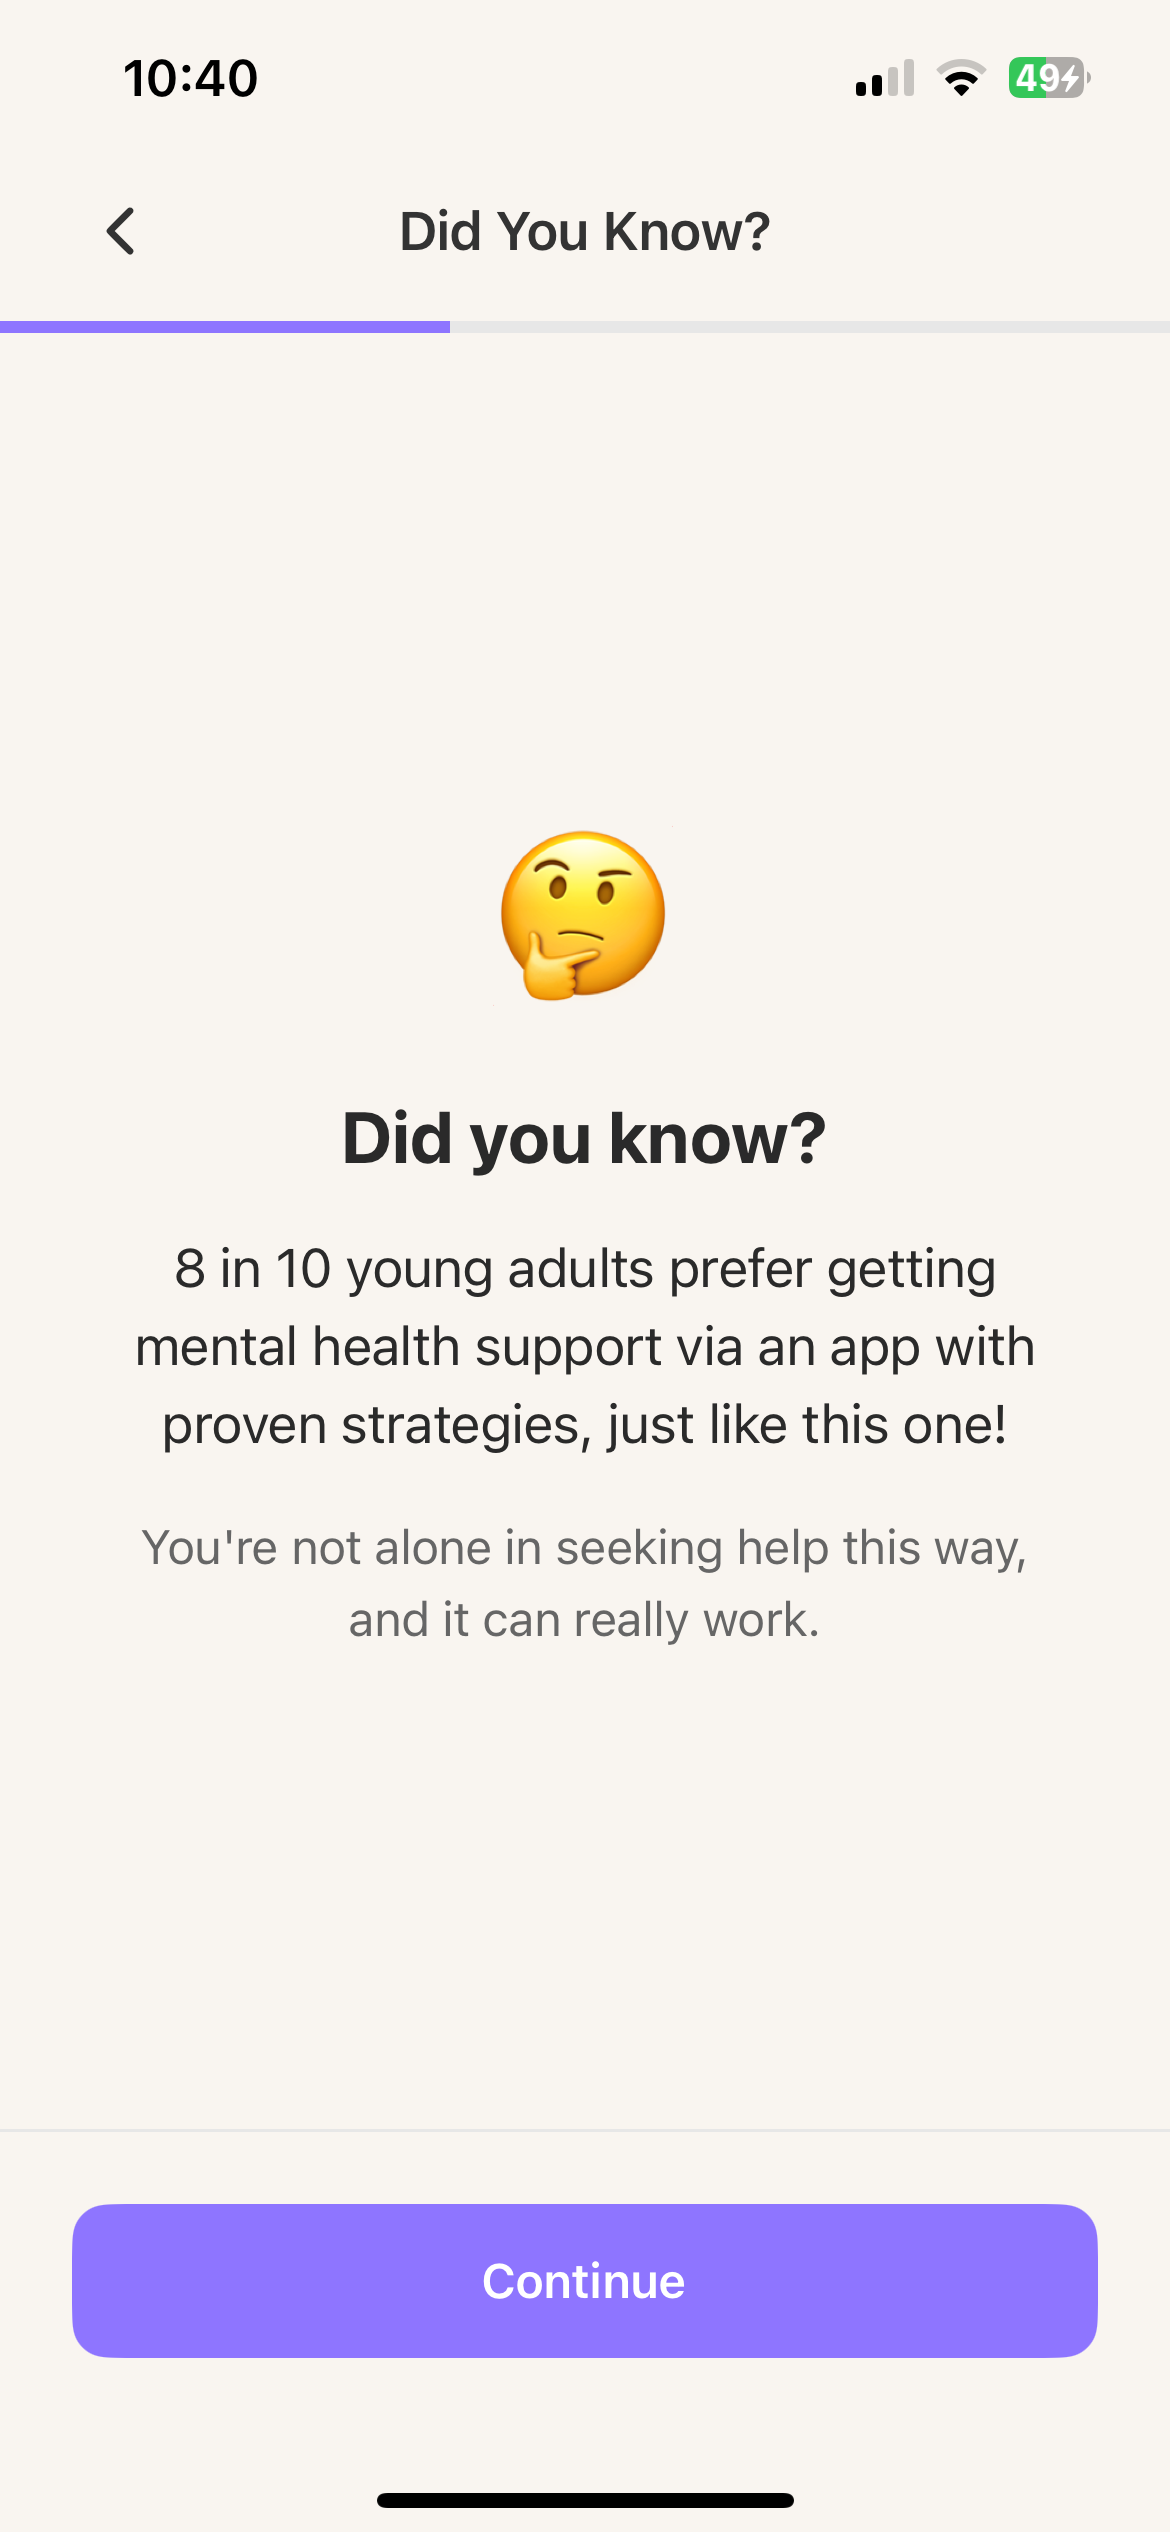 10:40
49
Did You Know?
Did you know?
8 in 10 young adults prefer getting
mental health support via an app with
proven strategies, just like this one!
You're not alone in seeking help this way,
and it can really work.
Continue